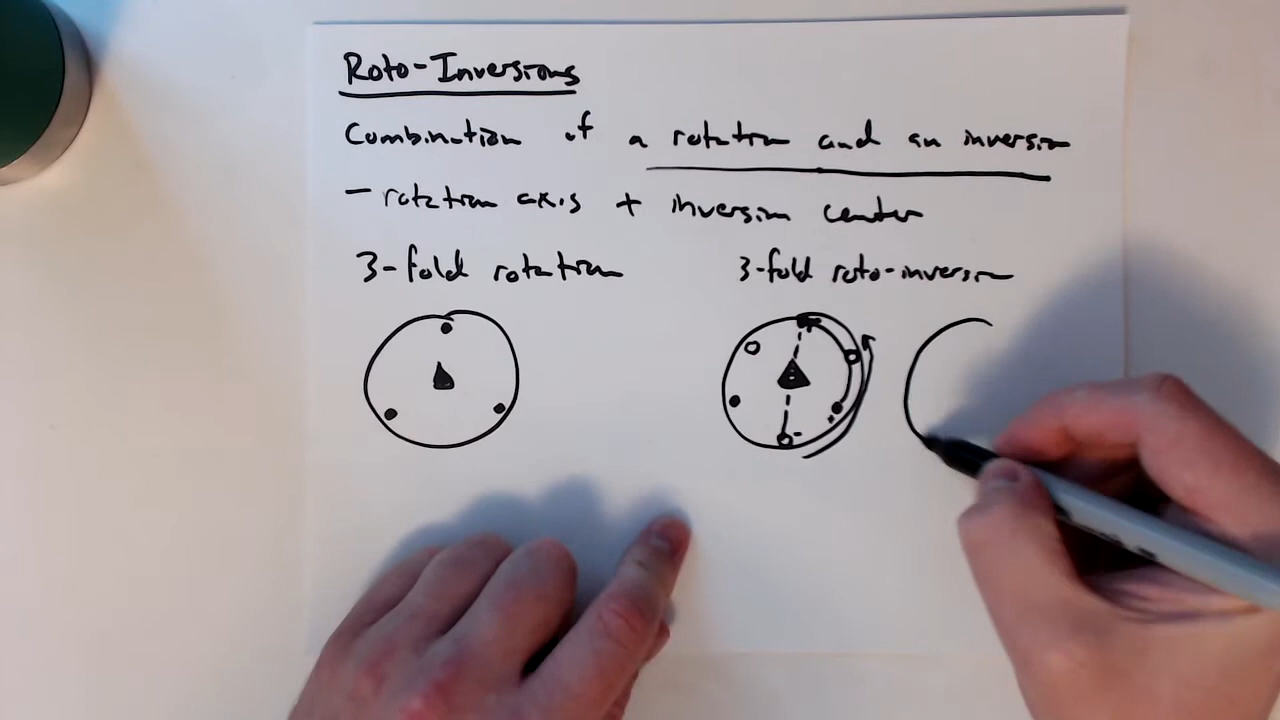 Roto-Inversions
Combination of a rotation and an inversion
- rotation axis + inversion center
3-fold rotation
3-fold roto-inversion